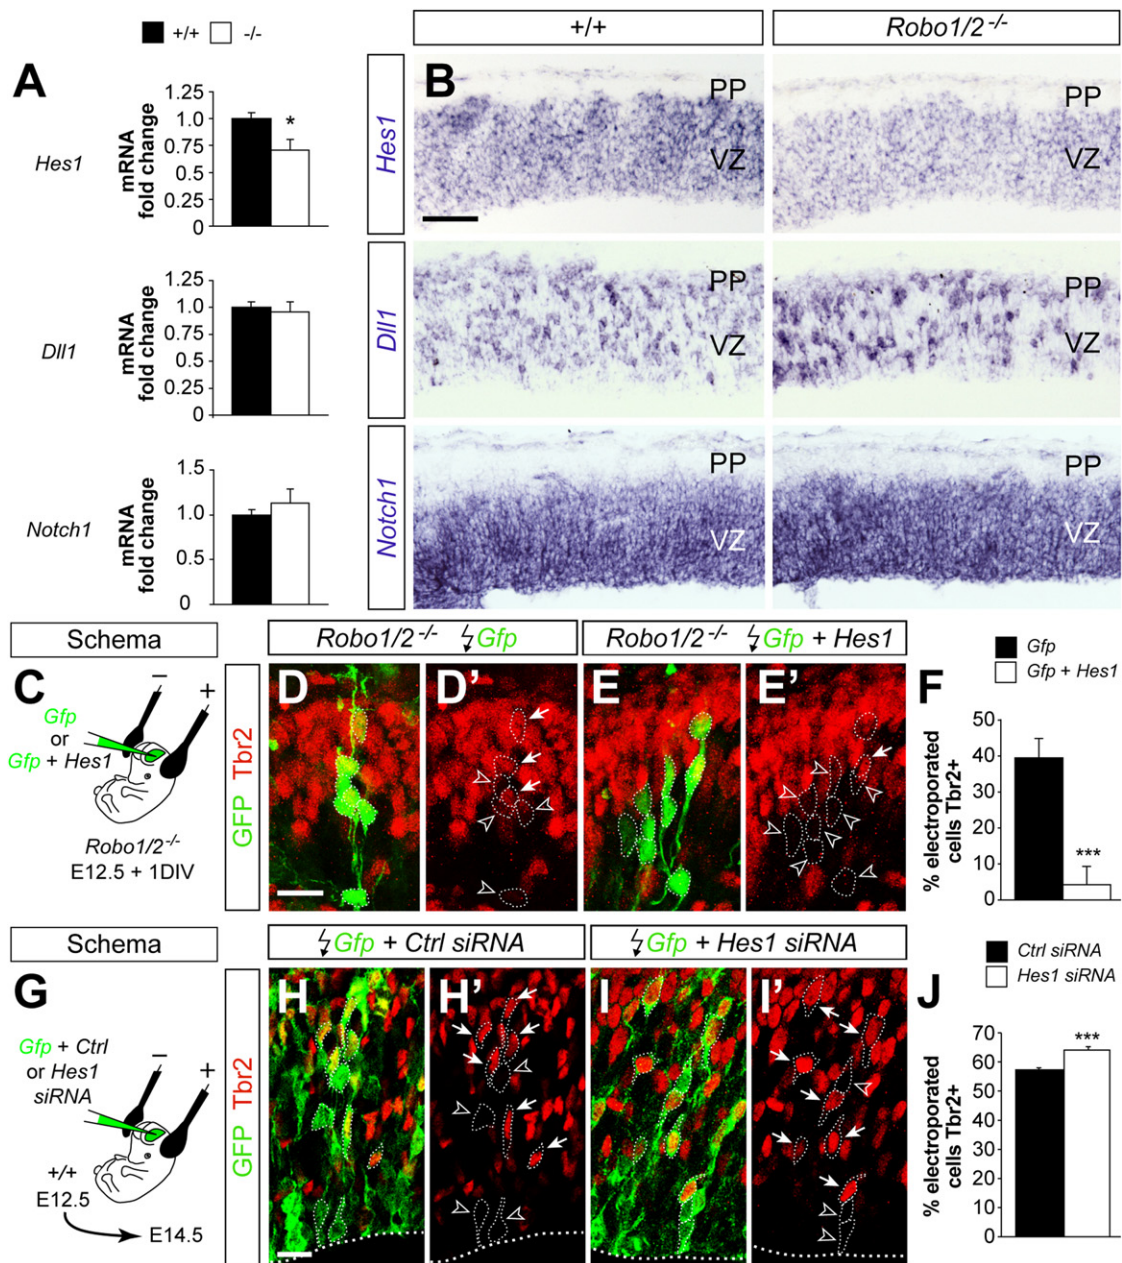 +/+ -/-
+/+ Robo1/2-/-
A
Hes1
mRNA
fold change
1.25
1.00
0.75
0.50
0.25
0
*
B
Hes1
PP
VZ
PP
VZ
Dll1
mRNA
fold change
1.25
1.00
0.75
0.50
0.25
0
Dll1
PP
VZ
PP
VZ
Notch1
mRNA
fold change
1.5
1.0
0.5
0
Notch1
PP
VZ
PP
VZ
Schema
C
− +
Gfp
or
Gfp + Hes1
Robo1/2-/-
E12.5 + 1DIV
Robo1/2-/- Gfp
Robo1/2-/- Gfp + Hes1
GFP Tbr2
D D’ E E’
F
Gfp
Gfp + Hes1
% electroporated
cells Tbr2+
50
40
30
20
10
0
***
Schema
G
− +
Gfp + Ctrl
or Hes1
siRNA
+/+
E12.5
E14.5
Gfp + Ctrl siRNA
Gfp + Hes1 siRNA
GFP Tbr2
H H’ I I’
J
Ctrl siRNA
Hes1 siRNA
% electroporated
cells Tbr2+
70
60
50
40
30
20
10
0
***